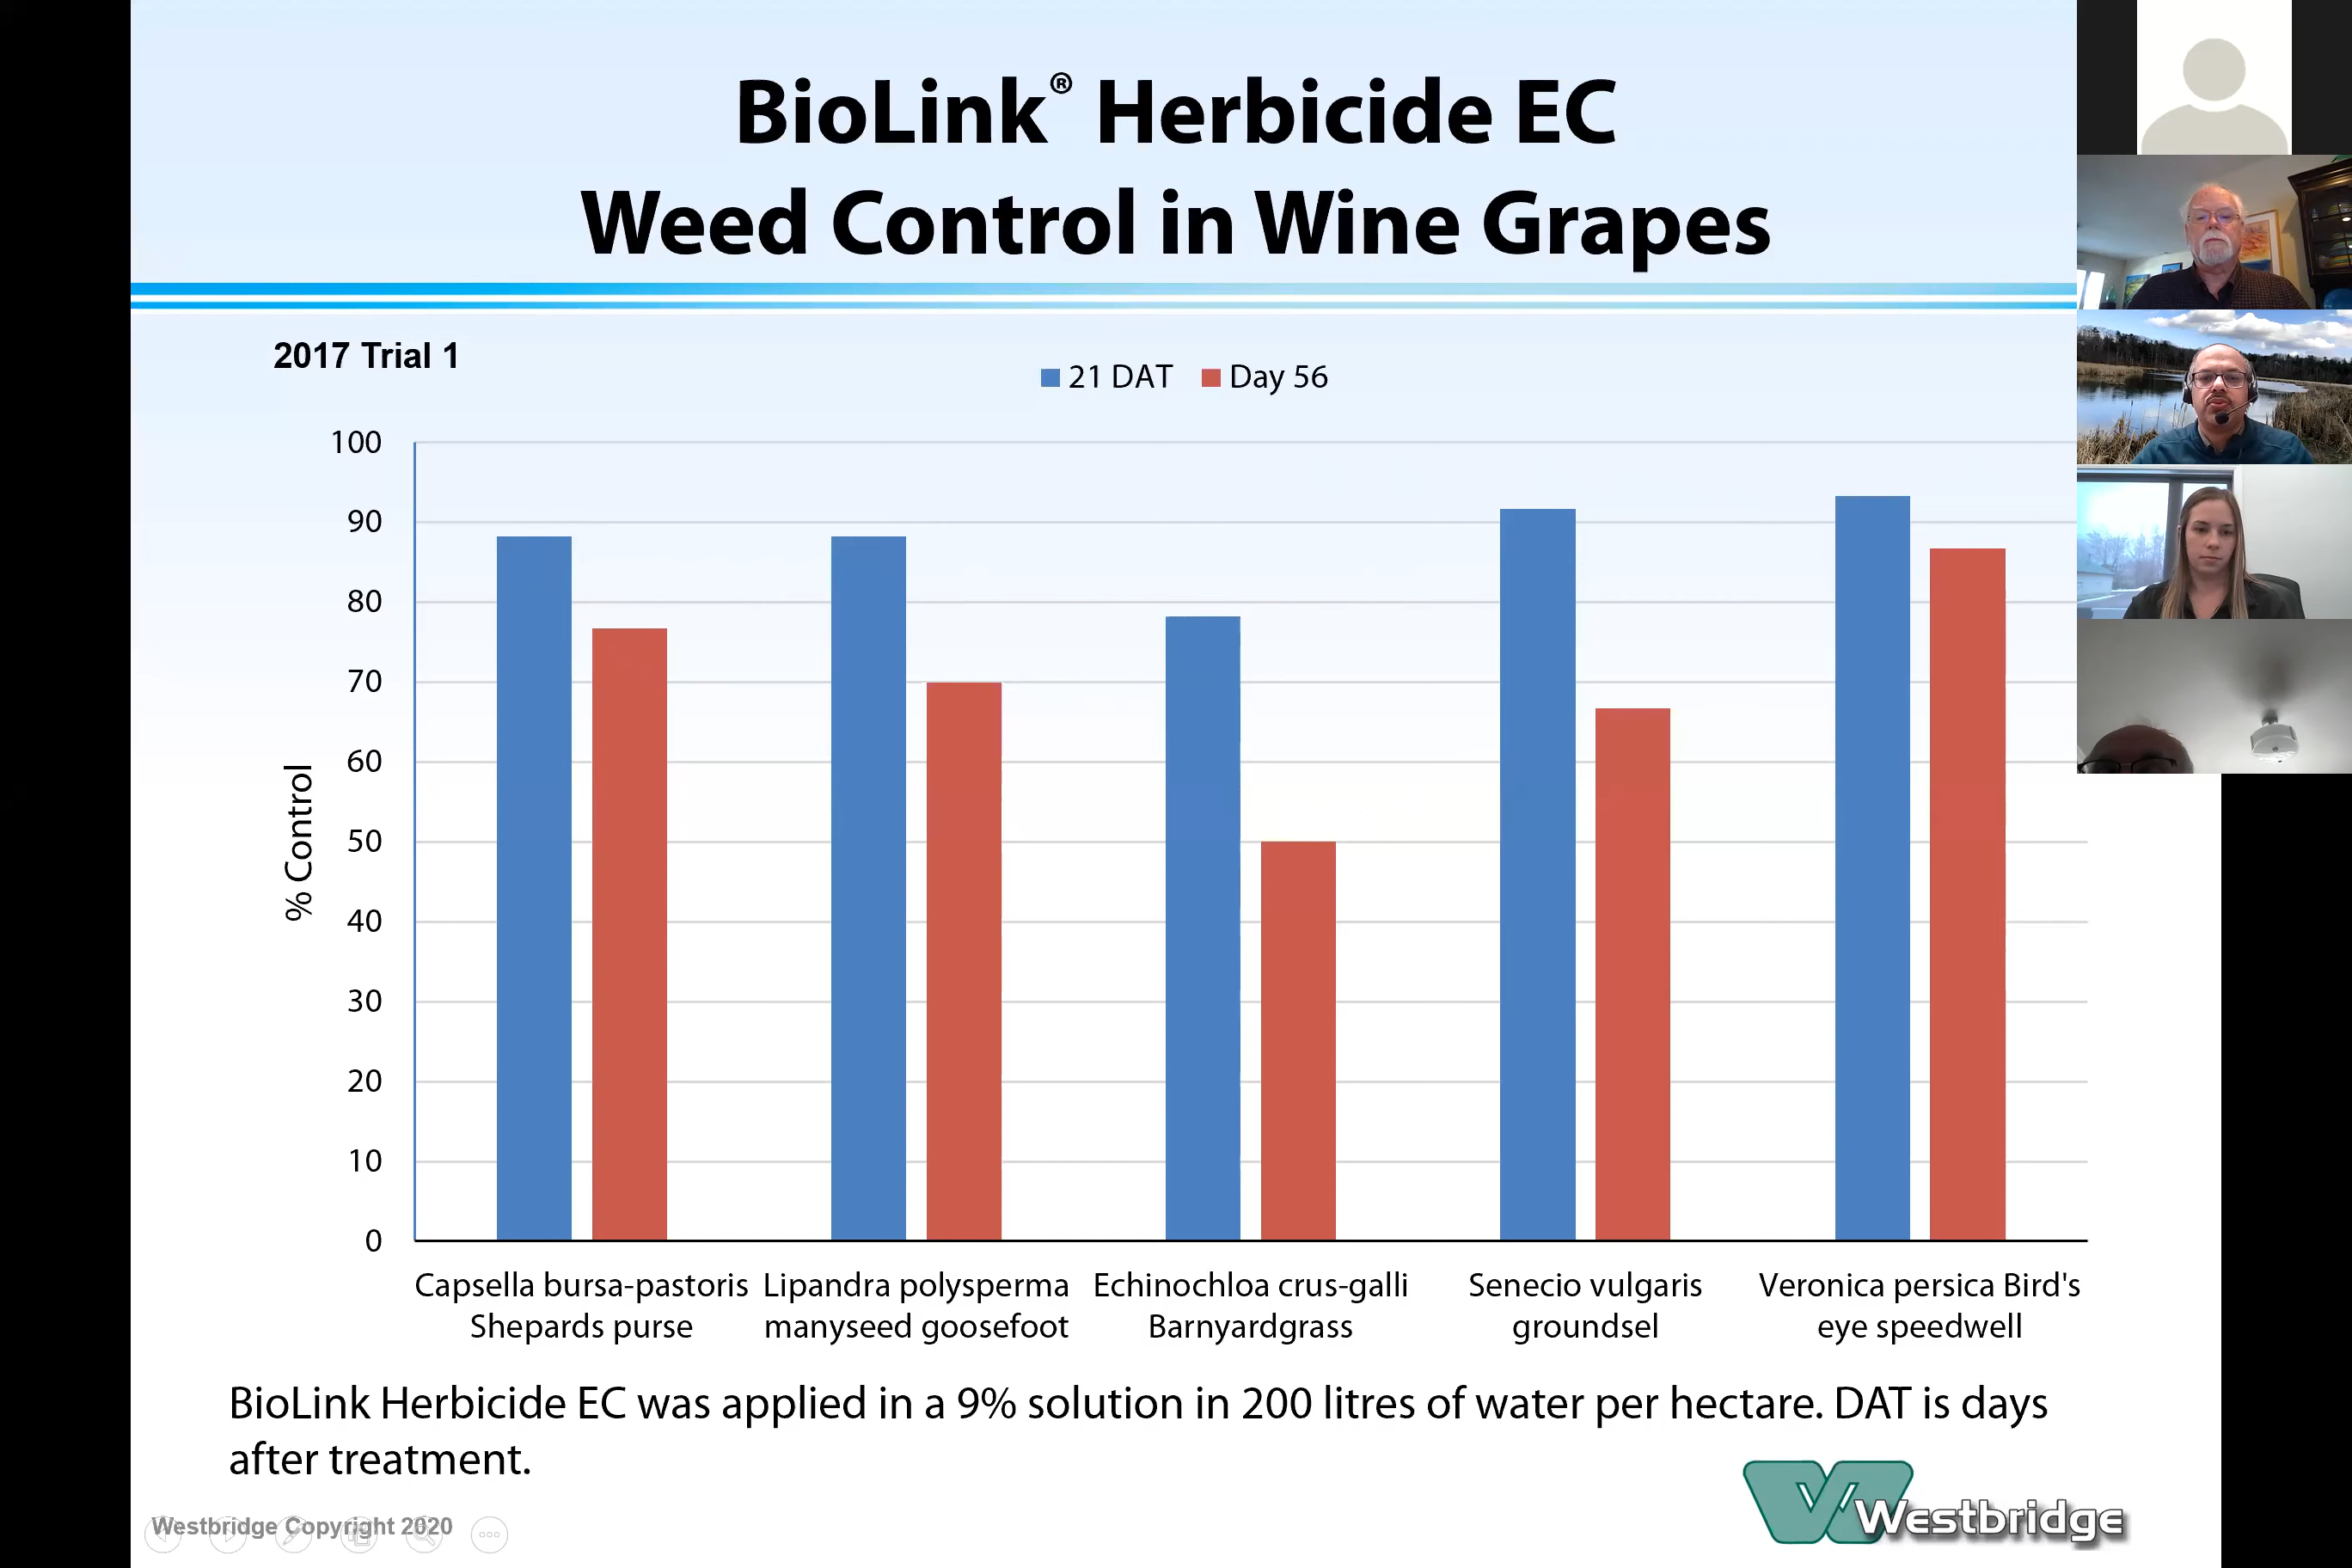 BioLink® Herbicide EC
Weed Control in Wine Grapes
2017 Trial 1
21 DAT Day 56
100
90
80
70
60
50
40
30
20
10
0
% Control
Capsella bursa-pastoris Shepards purse
Lipandra polysperma manyseed goosefoot
Echinochloa crus-galli Barnyardgrass
Senecio vulgaris groundsel
Veronica persica Bird's eye speedwell
BioLink Herbicide EC was applied in a 9% solution in 200 litres of water per hectare. DAT is days
after treatment.
Westbridge Copyright 2020
Westbridge